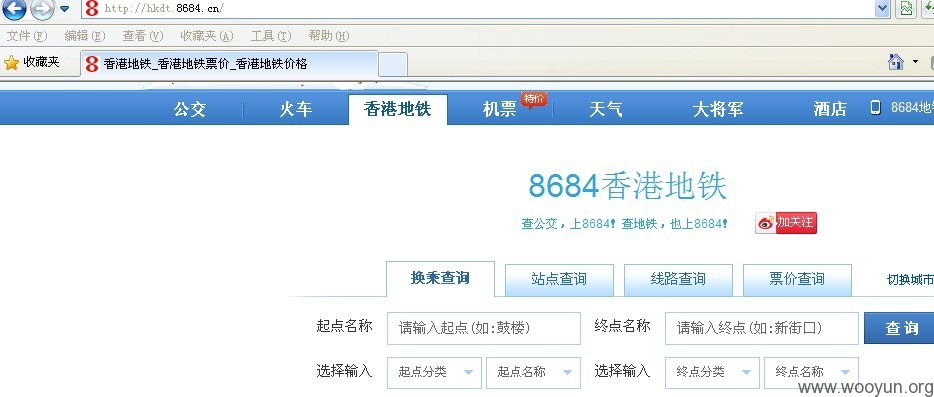 http://hkdt.8684.cn/
文件(F) 编辑(E) 查看(V) 收藏夹(A) 工具(T) 帮助(H)
收藏夹 8 香港地铁_香港地铁票价_香港地铁价格
公交 火车 香港地铁 机票 特价 天气 大将军 酒店 8684地
8684香港地铁
查公交，上8684！查地铁，也上8684！ 加关注
换乘查询 站点查询 线路查询 票价查询 切换城市
起点名称 请输入起点(如:鼓楼) 终点名称 请输入终点(如:新街口) 查 询
选择输入 起点分类 起点名称 选择输入 终点分类 终点名称
www.wooyun.org